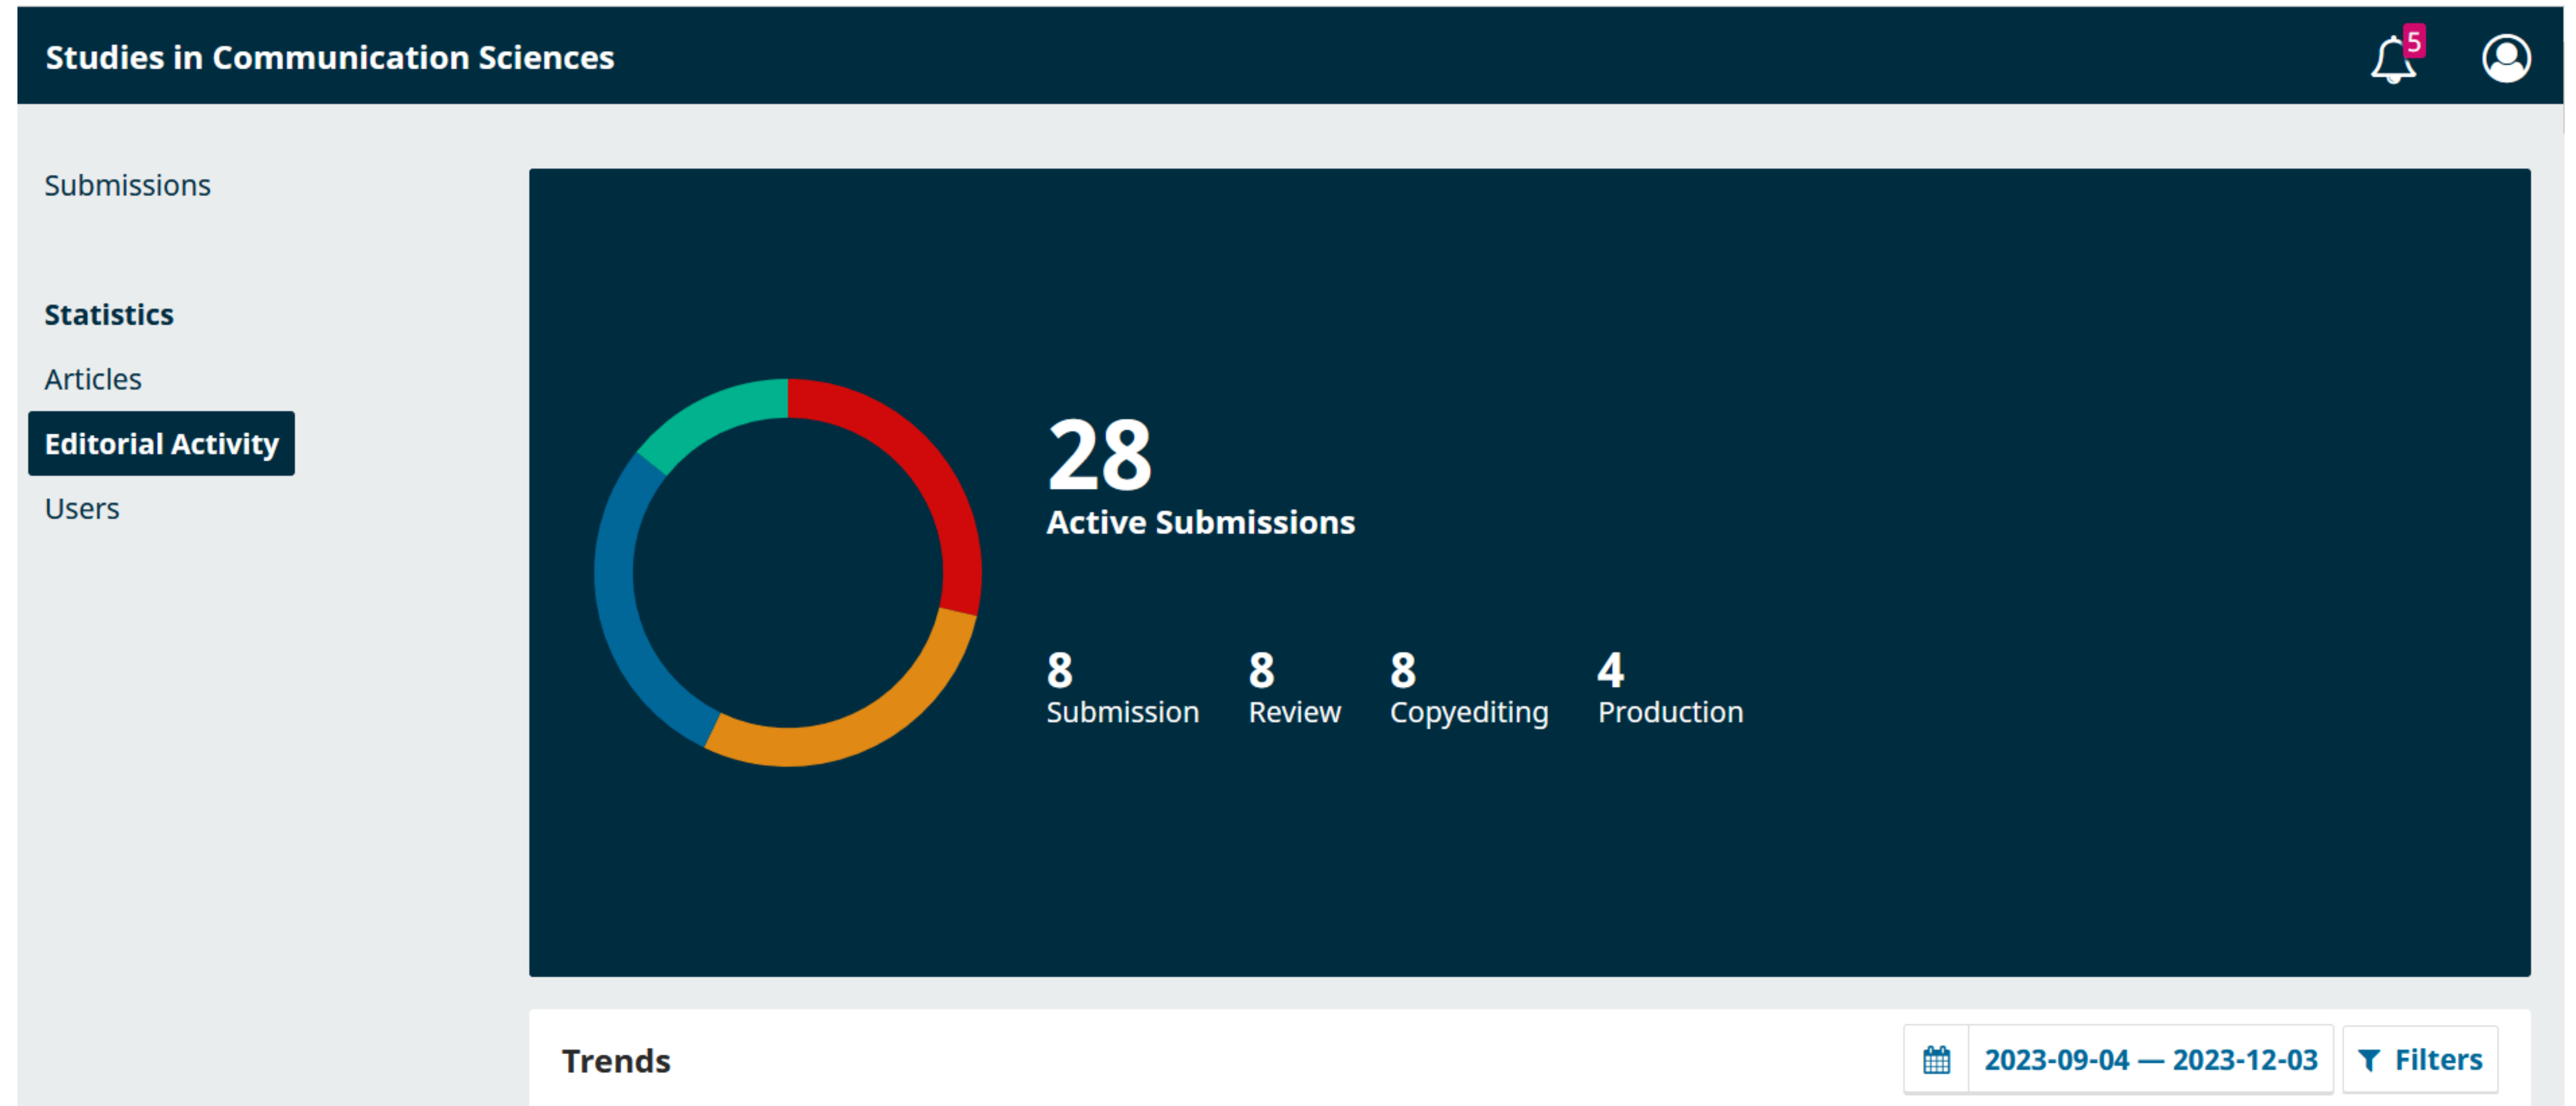 Studies in Communication Sciences
5
Submissions
Statistics
Articles
Editorial Activity
Users
28
Active Submissions
8 8 8 4
Submission Review Copyediting Production
Trends
2023-09-04 — 2023-12-03 Filters